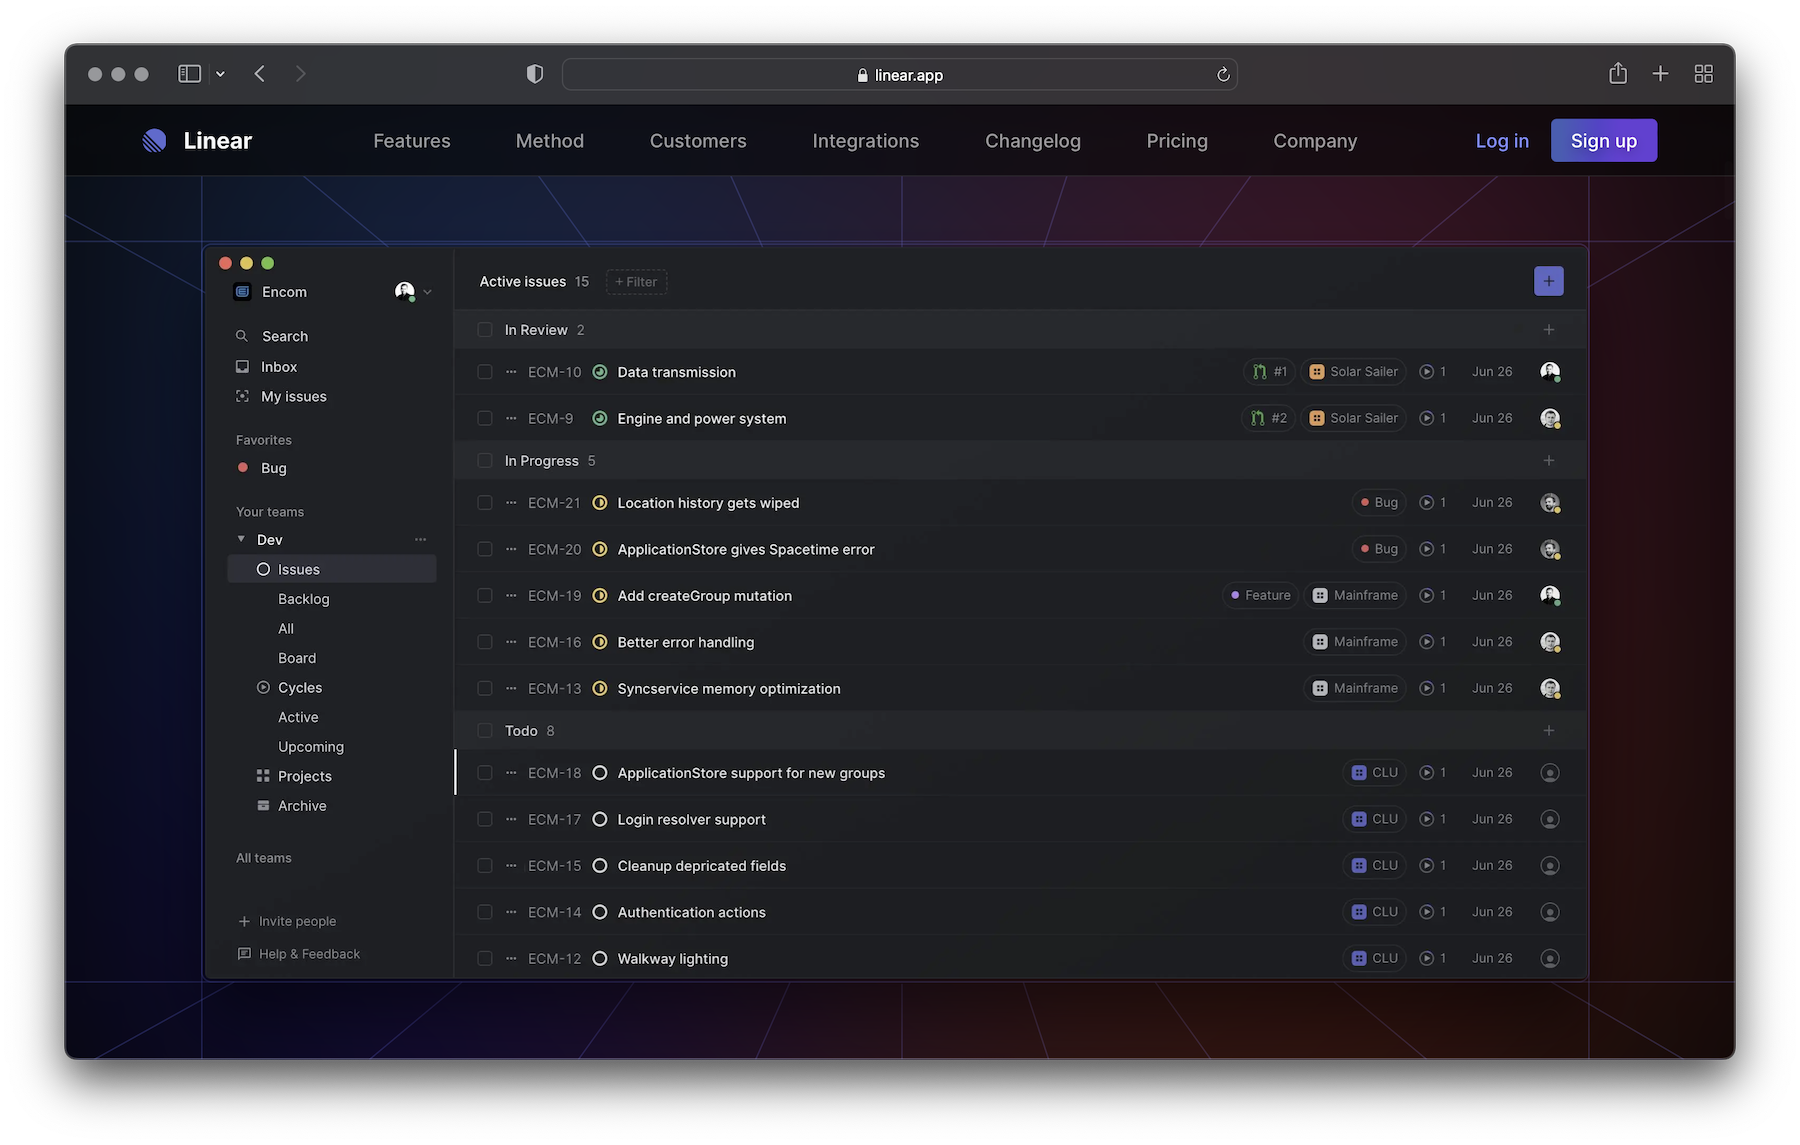 linear.app
Linear Features Method Customers Integrations Changelog Pricing Company Log in Sign up
Encom
Search
Inbox
My issues
Favorites
Bug
Your teams
Dev
Issues
Backlog
All
Board
Cycles
Active
Upcoming
Projects
Archive
All teams
+ Invite people
Help & Feedback
Active issues 15 + Filter
In Review 2
ECM-10 Data transmission #1 Solar Sailer 1 Jun 26
ECM-9 Engine and power system #2 Solar Sailer 1 Jun 26
In Progress 5
ECM-21 Location history gets wiped Bug 1 Jun 26
ECM-20 ApplicationStore gives Spacetime error Bug 1 Jun 26
ECM-19 Add createGroup mutation Feature Mainframe 1 Jun 26
ECM-16 Better error handling Mainframe 1 Jun 26
ECM-13 Syncservice memory optimization Mainframe 1 Jun 26
Todo 8
ECM-18 ApplicationStore support for new groups CLU 1 Jun 26
ECM-17 Login resolver support CLU 1 Jun 26
ECM-15 Cleanup depricated fields CLU 1 Jun 26
ECM-14 Authentication actions CLU 1 Jun 26
ECM-12 Walkway lighting CLU 1 Jun 26